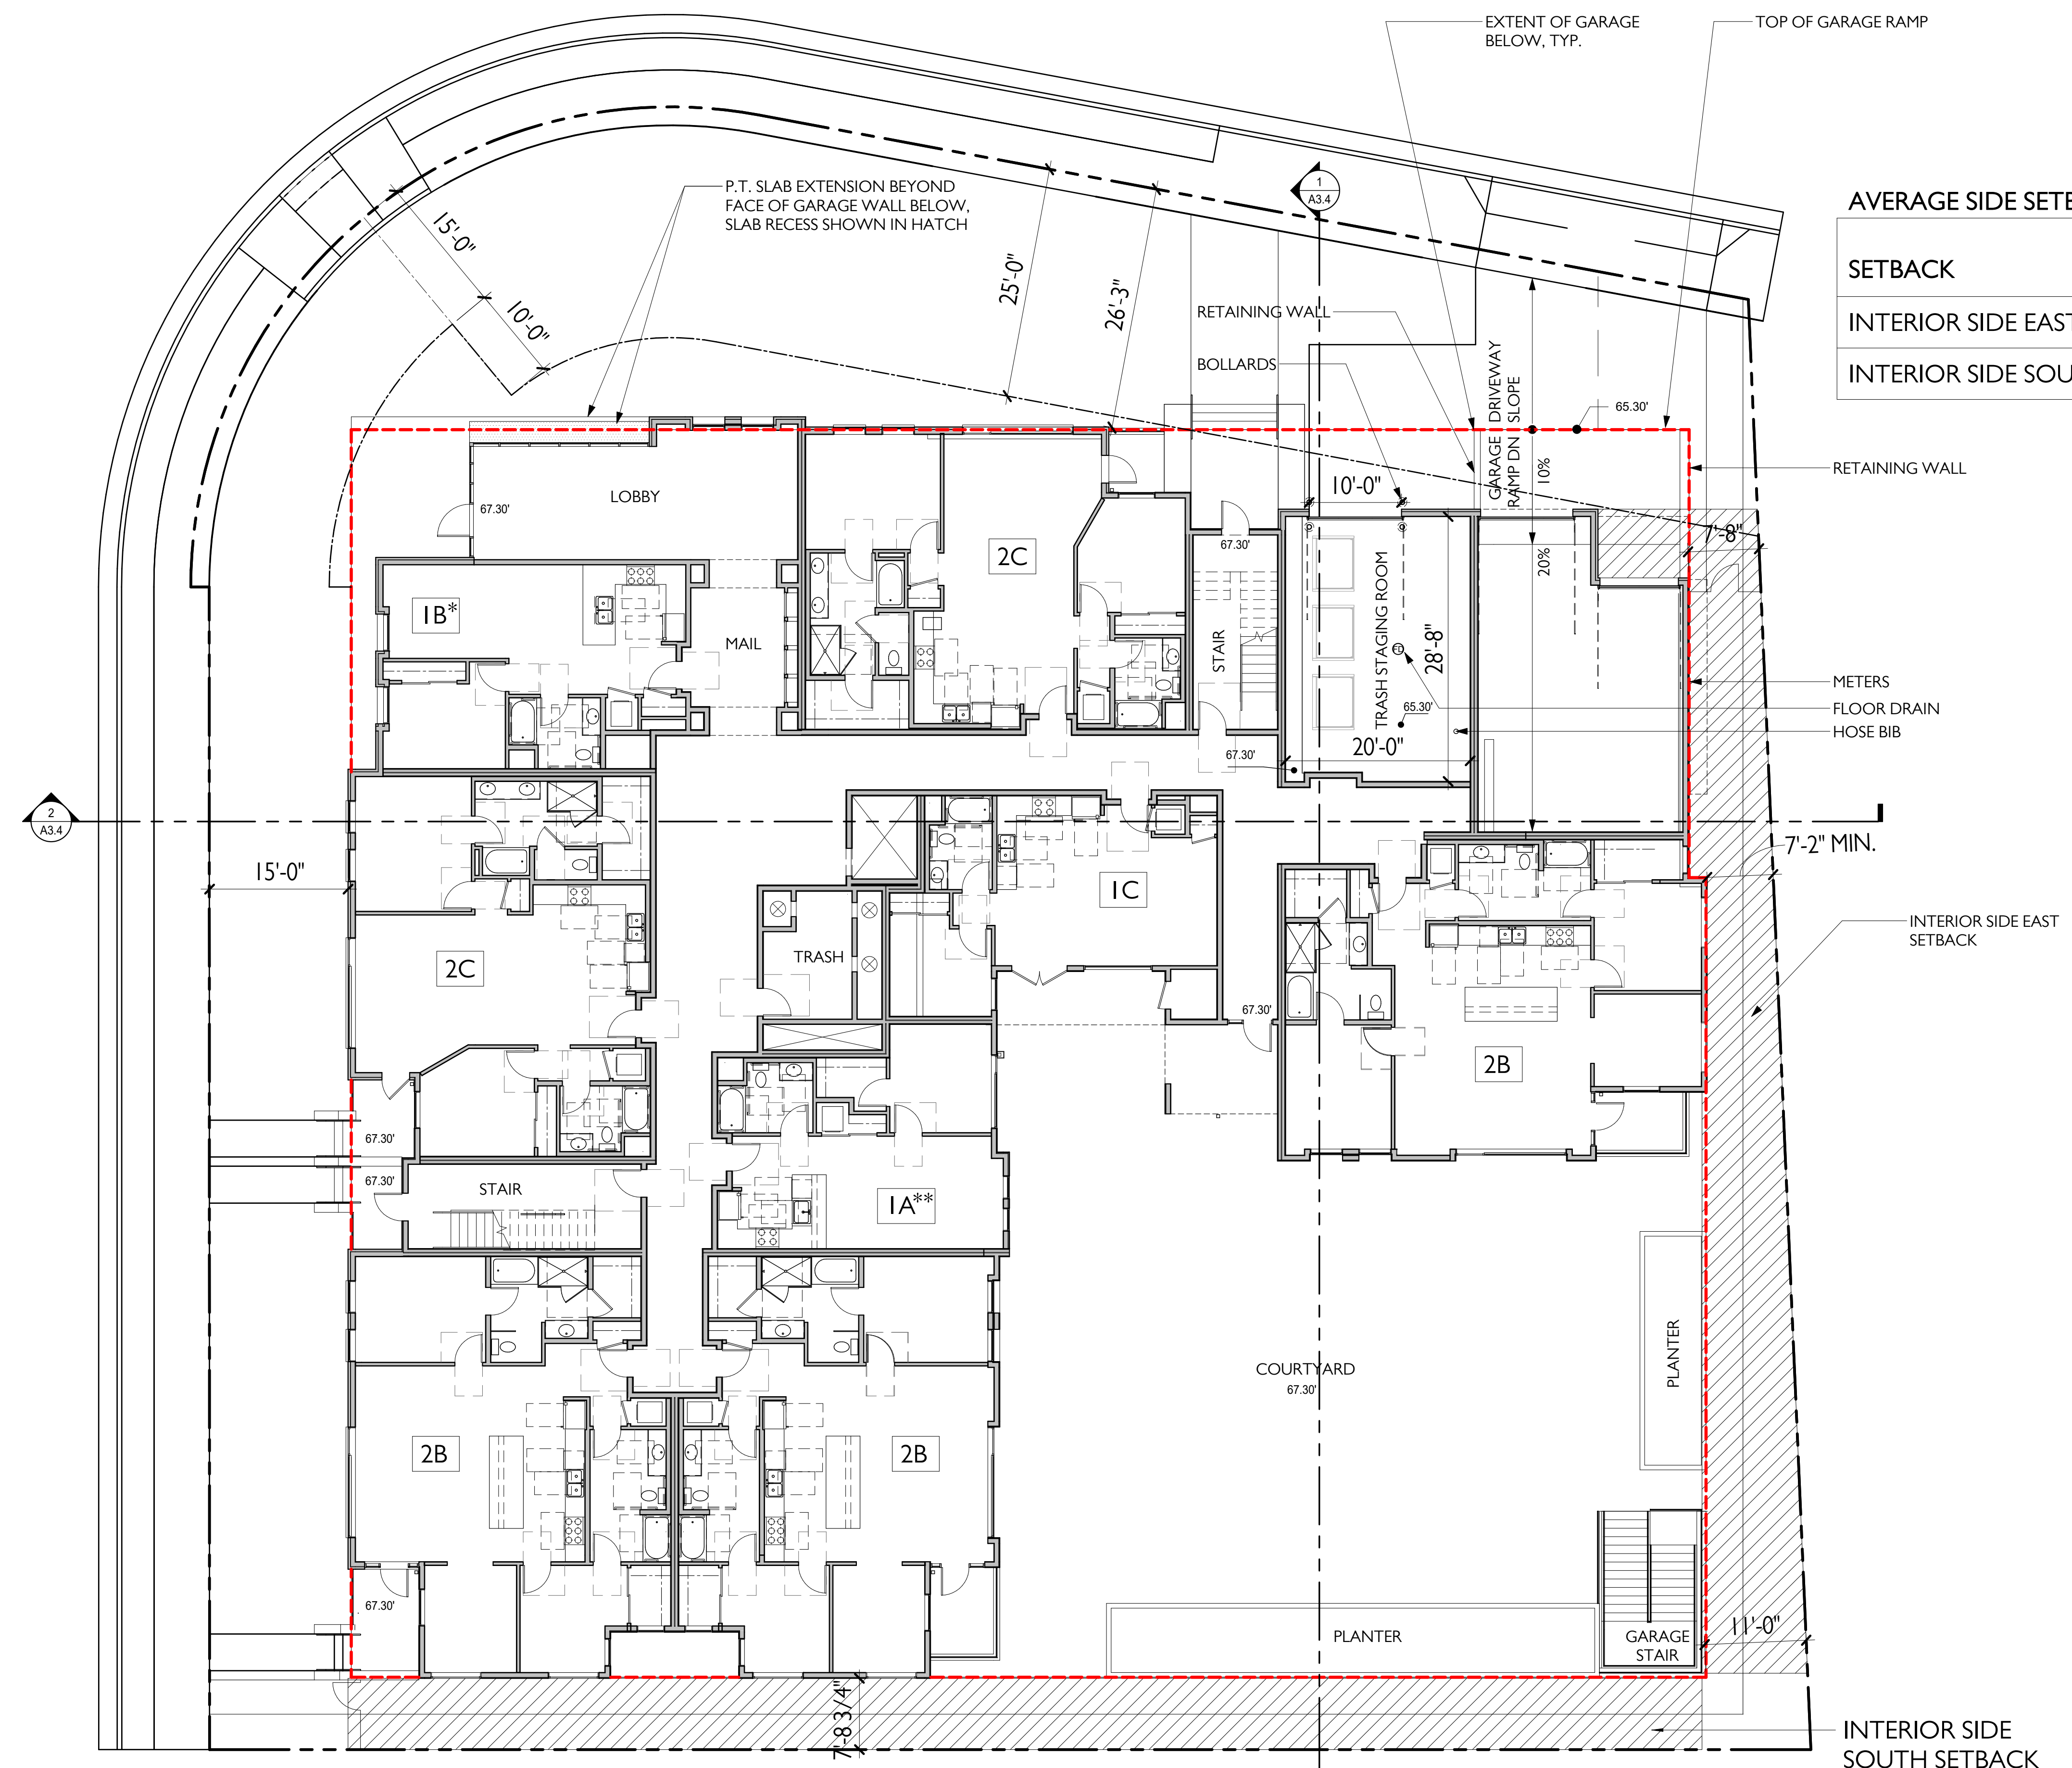 EXTENT OF GARAGE
BELOW, TYP.
TOP OF GARAGE RAMP
P.T. SLAB EXTENSION BEYOND
FACE OF GARAGE WALL BELOW,
SLAB RECESS SHOWN IN HATCH
1
A3.4
AVERAGE SIDE SETE
SETBACK
INTERIOR SIDE EAST
INTERIOR SIDE SOU
15'-0"
10'-0"
25'-0"
26'-3"
RETAINING WALL
BOLLARDS
GARAGE DRIVEWAY
RAMP DN SLOPE
10%
20%
65.30'
RETAINING WALL
LOBBY
67.30'
10'-0"
7'-8"
2C
67.30'
1B*
MAIL
STAIR
TRASH STAGING ROOM
FD
28'-8"
65.30'
20'-0"
67.30'
METERS
FLOOR DRAIN
HOSE BIB
2
A3.4
15'-0"
7'-2" MIN.
1C
INTERIOR SIDE EAST
SETBACK
2C
TRASH
67.30'
2B
67.30'
67.30'
STAIR
1A**
COURTYARD
67.30'
PLANTER
2B
2B
67.30'
PLANTER
GARAGE
STAIR
11'-0"
7'-8 3/4"
INTERIOR SIDE
SOUTH SETBACK